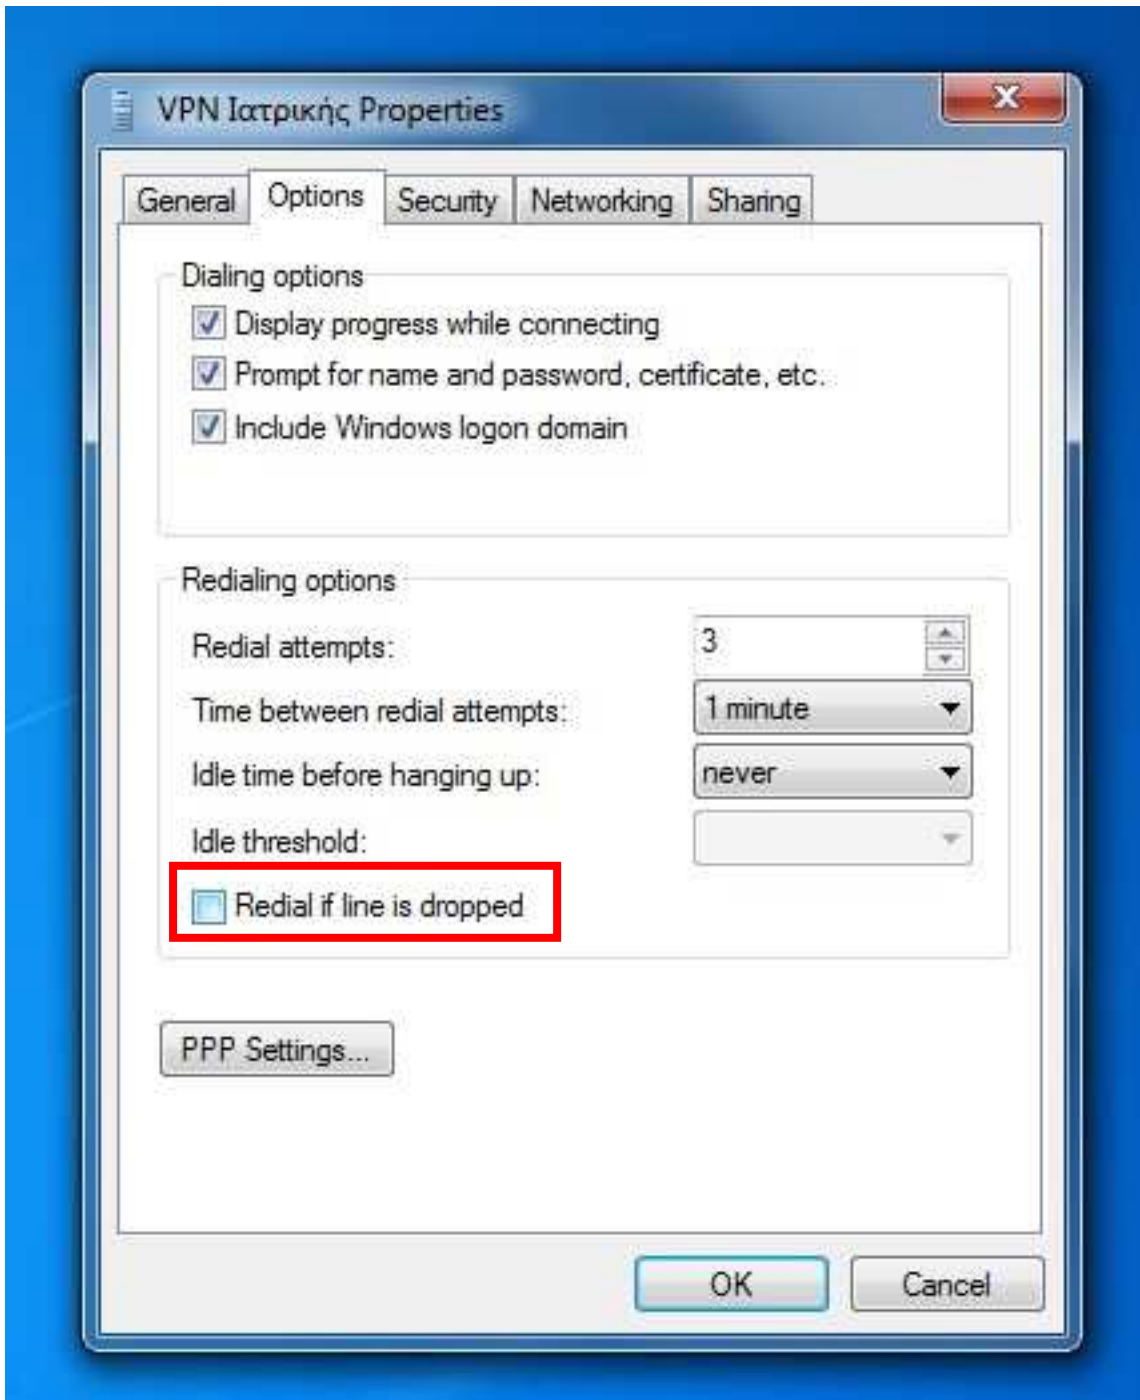 VPN Ιατρικής Properties
General Options Security Networking Sharing
Dialing options
Display progress while connecting
Prompt for name and password, certificate, etc.
Include Windows logon domain
Redialing options
Redial attempts: 3
Time between redial attempts: 1 minute
Idle time before hanging up: never
Idle threshold:
Redial if line is dropped
PPP Settings...
OK Cancel